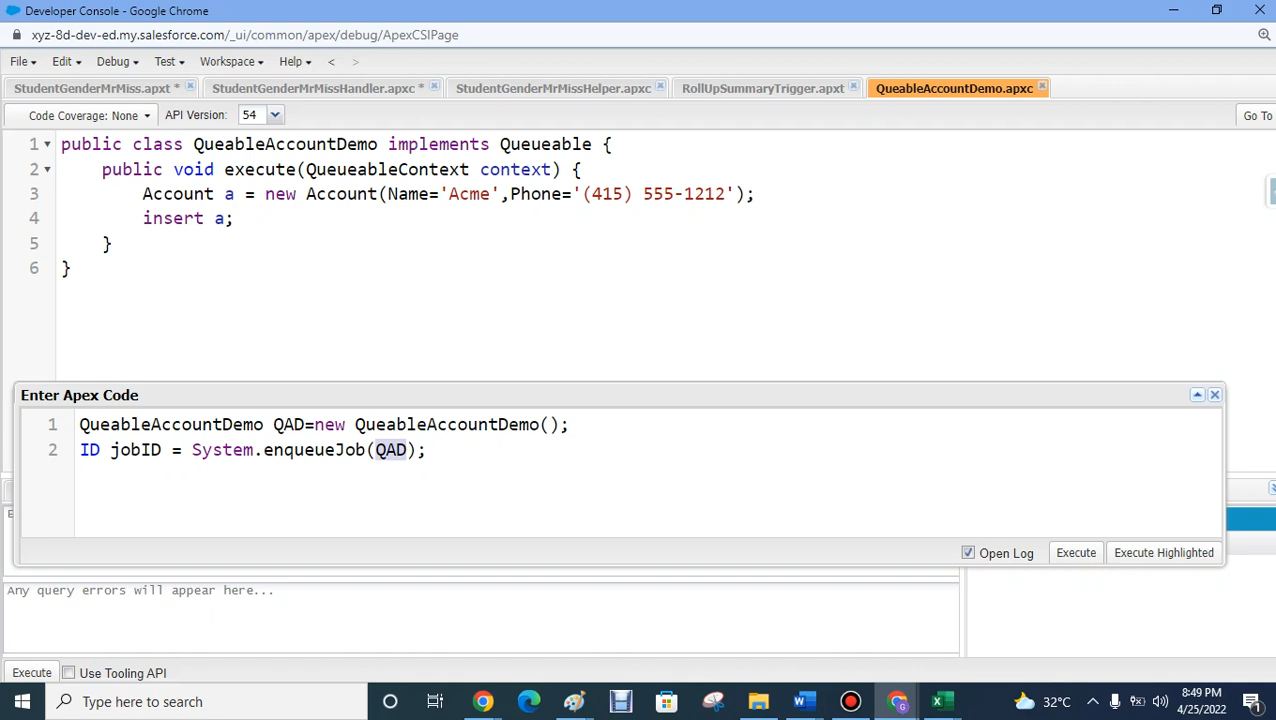 Developer Console - Google Chrome
xyz-8d-dev-ed.my.salesforce.com/_ui/common/apex/debug/ApexCSIPage
File Edit Debug Test Workspace Help < >
StudentGenderMrMiss.apxt * StudentGenderMrMissHandler.apxc * StudentGenderMrMissHelper.apxc RollUpSummaryTrigger.apxt QueableAccountDemo.apxc
Code Coverage: None API Version: 54 Go To
1 public class QueableAccountDemo implements Queueable {
2 public void execute(QueueableContext context) {
3 Account a = new Account(Name='Acme',Phone='(415) 555-1212');
4 insert a;
5 }
6 }
Enter Apex Code
1 QueableAccountDemo QAD=new QueableAccountDemo();
2 ID jobID = System.enqueueJob(QAD);
Open Log Execute Execute Highlighted
Any query errors will appear here...
Execute Use Tooling API
Type here to search
32°C
8:49 PM
4/25/2022
1